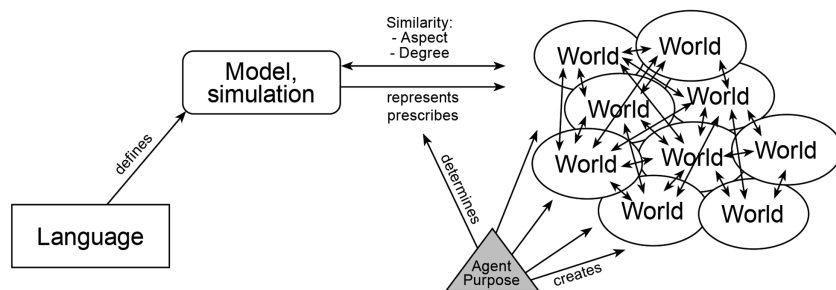 Similarity:
- Aspect
- Degree
Model,
simulation
represents
prescribes
defines
Language
determines
Agent
Purpose
creates
World
World
World
World
World
World
World
World
World